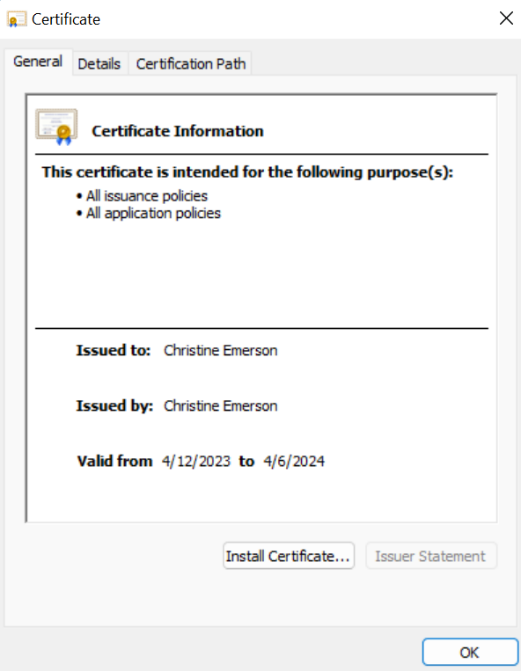 Certificate
General Details Certification Path
Certificate Information
This certificate is intended for the following purpose(s):
• All issuance policies
• All application policies
Issued to: Christine Emerson
Issued by: Christine Emerson
Valid from 4/12/2023 to 4/6/2024
Install Certificate... Issuer Statement
OK